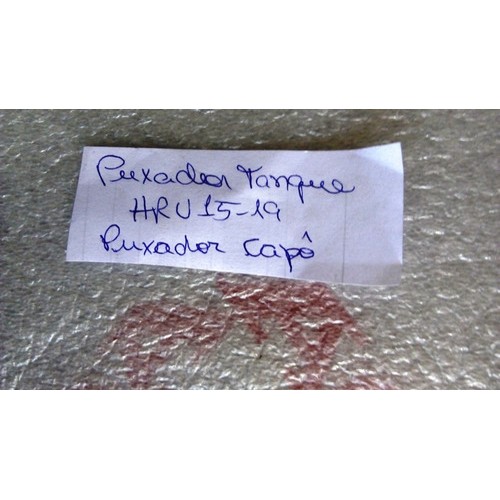 Puxador Tanque
HRV 15-19
Puxador Capô